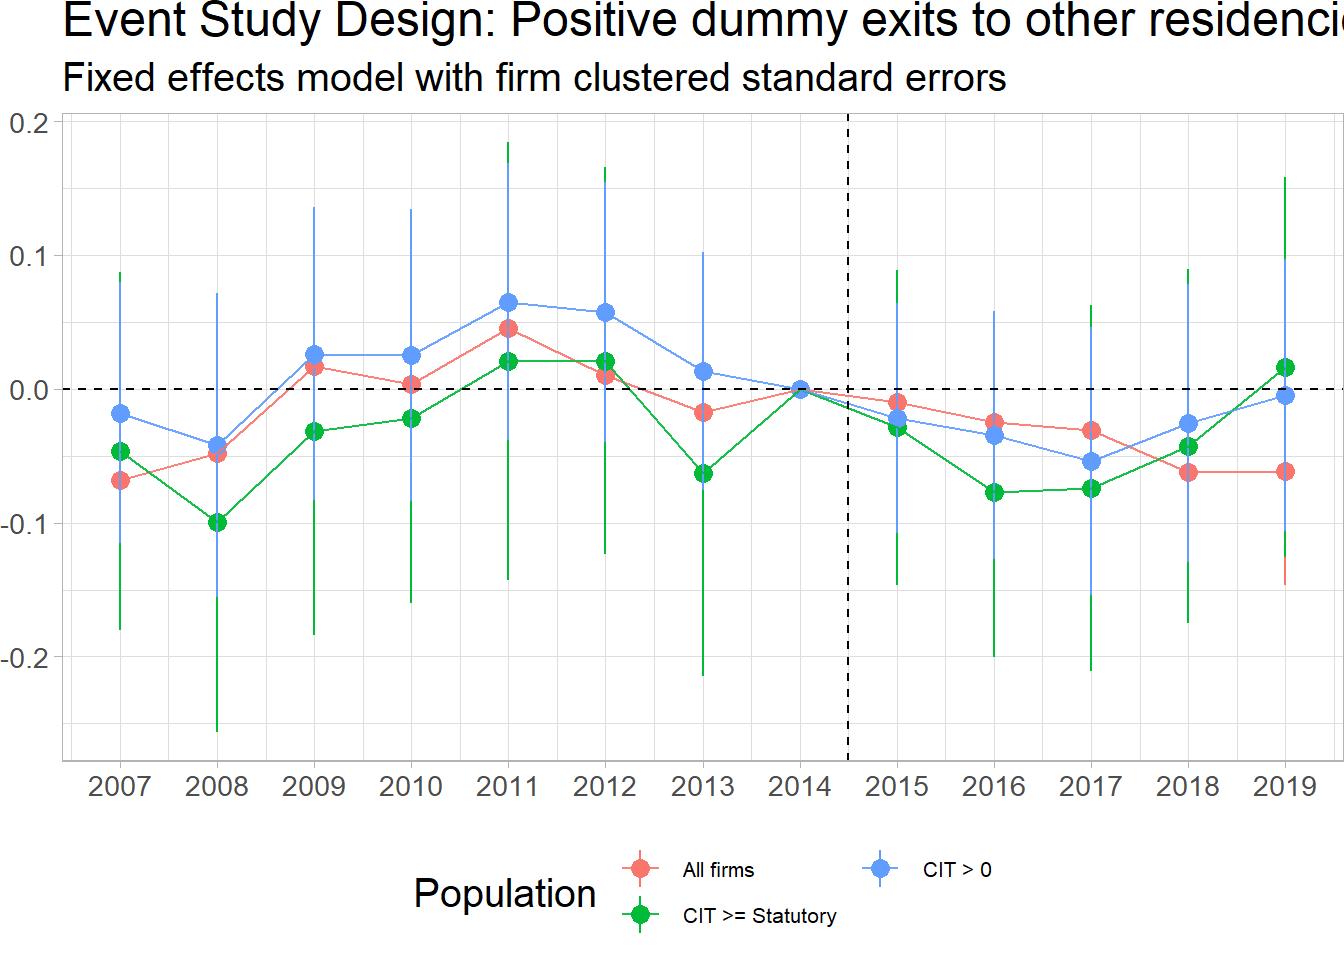 Event Study Design: Positive dummy exits to other
Fixed effects model with firm clustered standard errors
0.2
0.1
0.0
-0.1
-0.2
2007 2008 2009 2010 2011 2012 2013 2014 2015 2016 2017 2018 2019
Population
All firms
CIT > 0
CIT >= Statutory